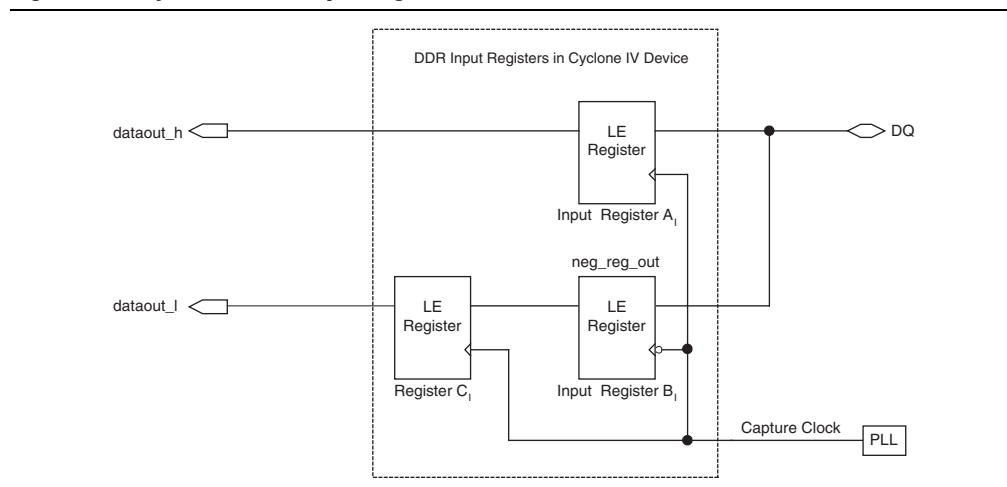 DDR Input Registers in Cyclone IV Device
dataout_h
LE
Register
DQ
Input Register A_I
neg_reg_out
dataout_l
LE
Register
LE
Register
Register C_I
Input Register B_I
Capture Clock
PLL